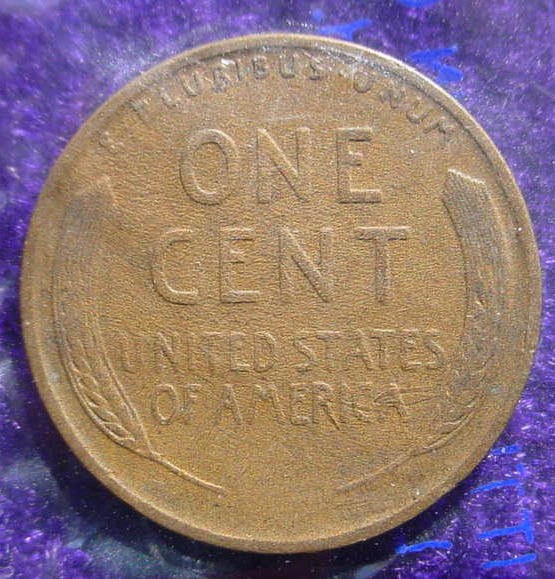 E PLURIBUS UNUM
ONE
CENT
UNITED STATES
OF AMERICA